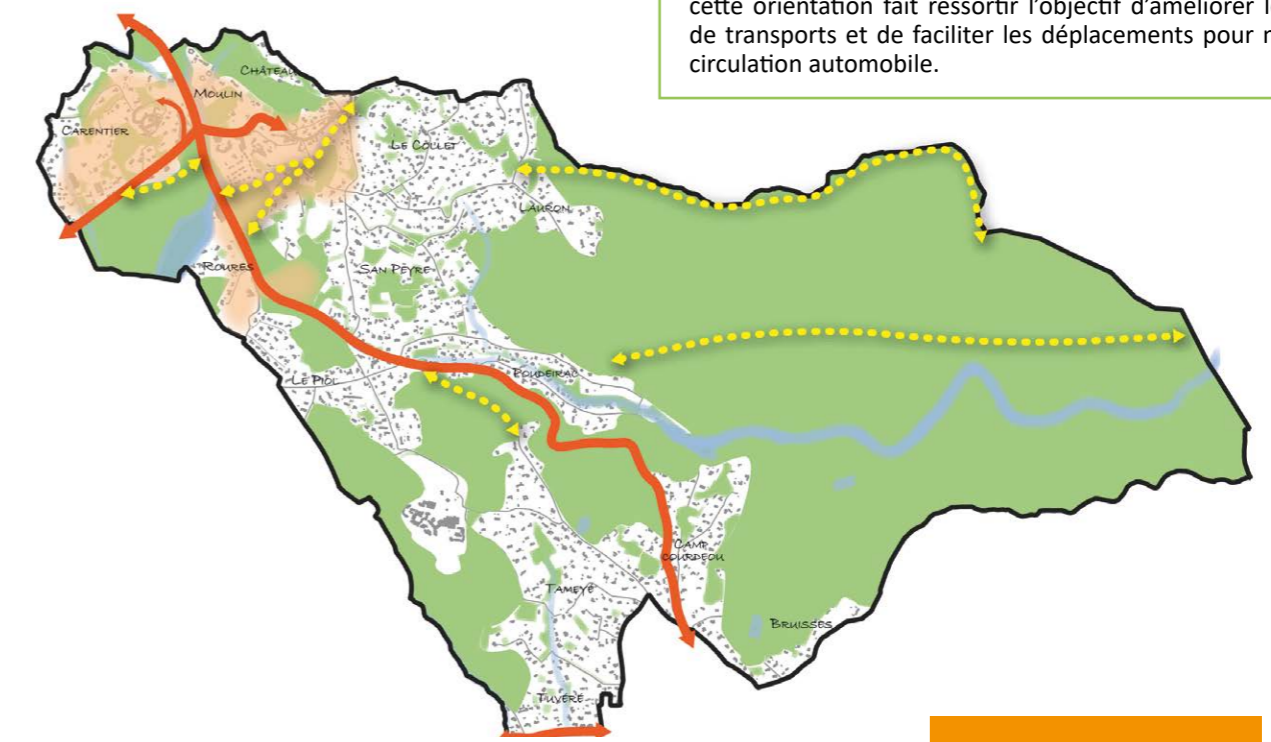 cette orientation fait ressortir l'objectif d'améliorer l
de transports et de faciliter les déplacements pour
circulation automobile.
CHÂTEAU
MOULIN
CARENTIER
LE COLLET
LAURON
ROURES
SAN PEYRE
LE PIOL
POUDEIRAC
CAMP
COURDEOU
TAMEYE
BRUISSES
TUVERE